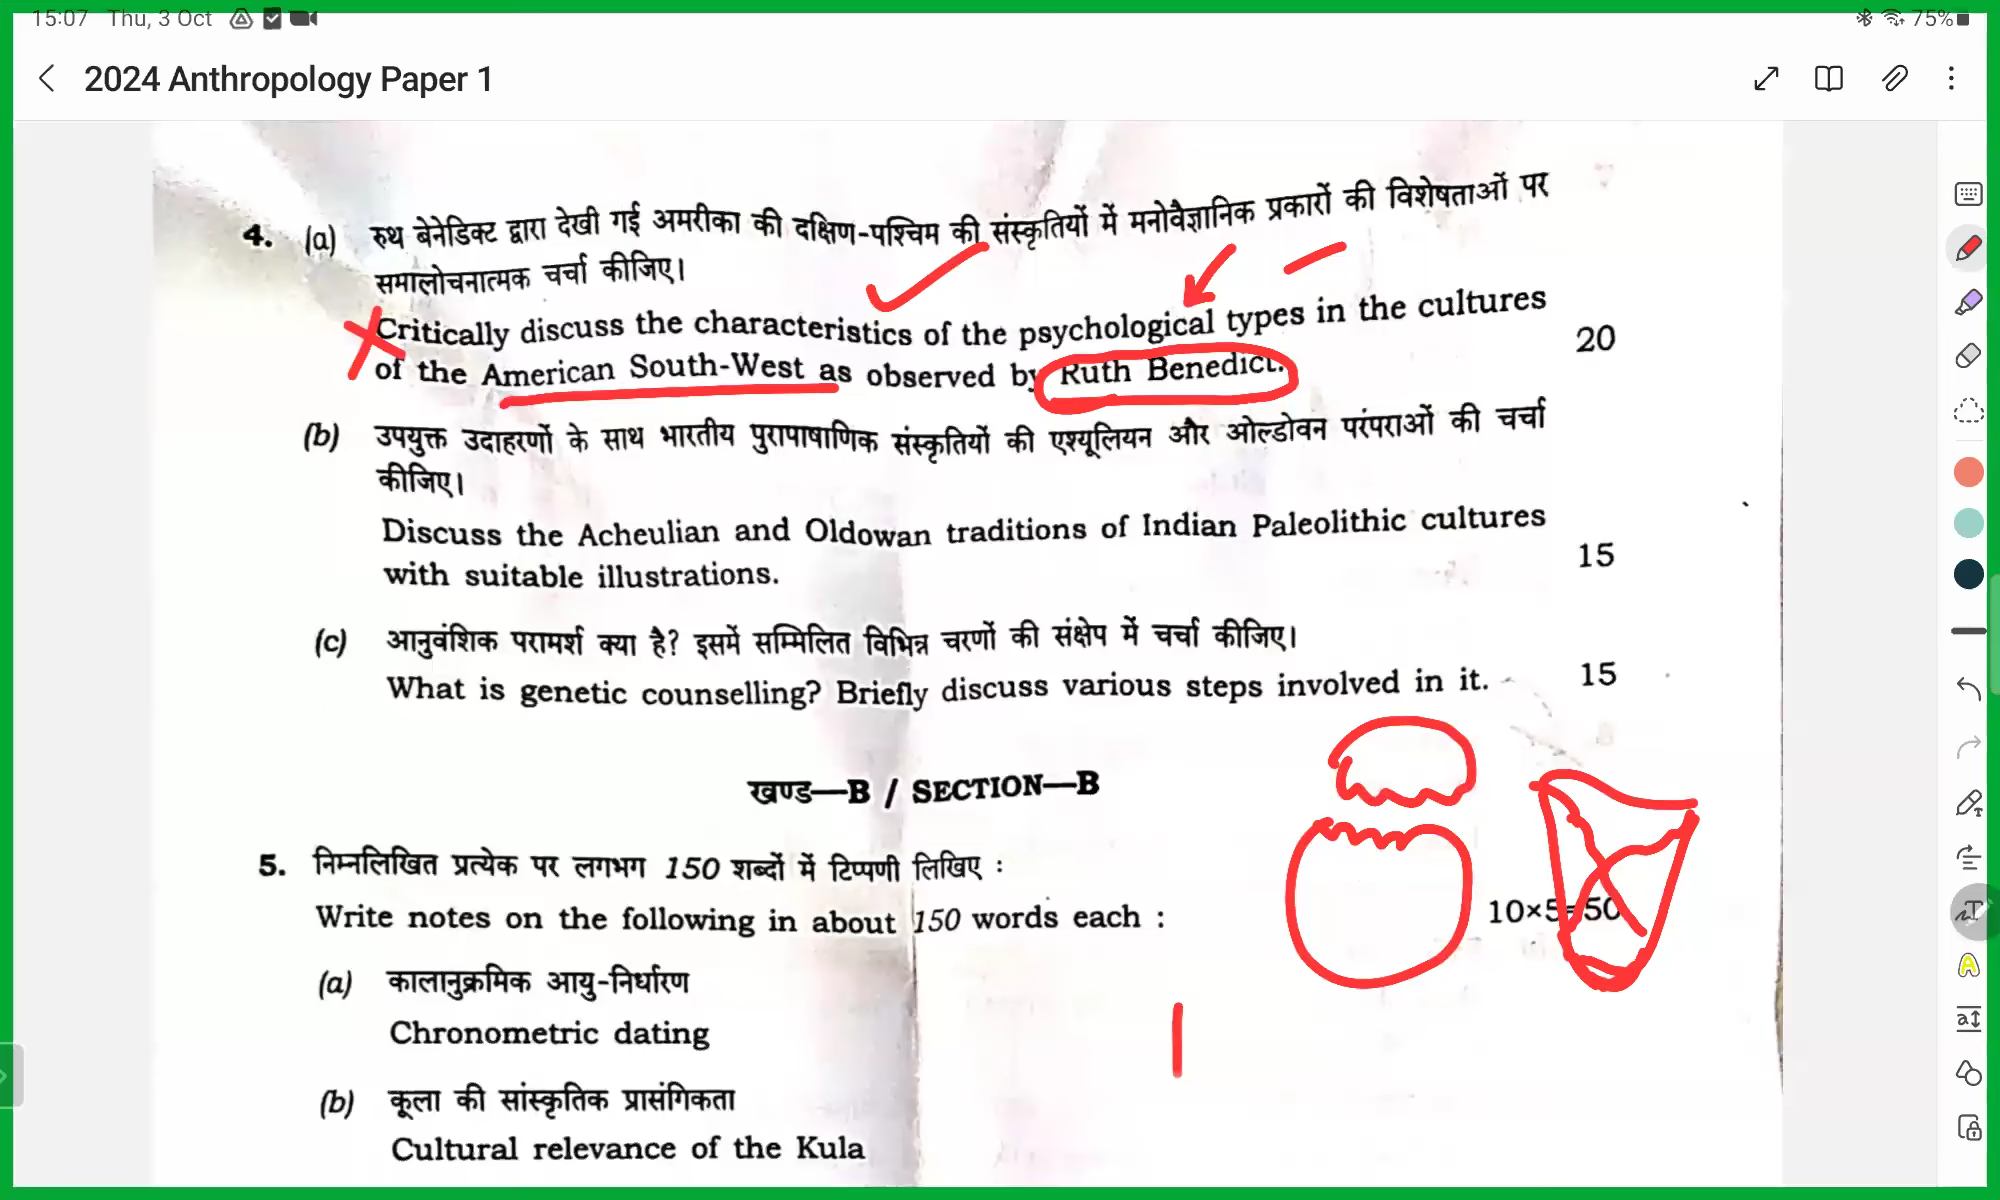 15:07 Thu, 3 Oct
75%
2024 Anthropology Paper 1
4. (a) रुथ बेनेडिक्ट द्वारा देखी गई अमरीका की दक्षिण-पश्चिम की संस्कृतियों में मनोवैज्ञानिक प्रकारों की विशेषताओं पर
समालोचनात्मक चर्चा कीजिए।
Critically discuss the characteristics of the psychological types in the cultures
of the American South-West as observed by Ruth Benedict. 20
(b) उपयुक्त उदाहरणों के साथ भारतीय पुरापाषाणिक संस्कृतियों की एश्यूलियन और ओल्डोवन परंपराओं की चर्चा
कीजिए।
Discuss the Acheulian and Oldowan traditions of Indian Paleolithic cultures
with suitable illustrations. 15
(c) आनुवंशिक परामर्श क्या है? इसमें सम्मिलित विभिन्न चरणों की संक्षेप में चर्चा कीजिए।
What is genetic counselling? Briefly discuss various steps involved in it. 15
खण्ड—B / SECTION—B
5. निम्नलिखित प्रत्येक पर लगभग 150 शब्दों में टिप्पणी लिखिए :
Write notes on the following in about 150 words each : 10×5=50
(a) कालानुक्रमिक आयु-निर्धारण
Chronometric dating
(b) कूला की सांस्कृतिक प्रासंगिकता
Cultural relevance of the Kula